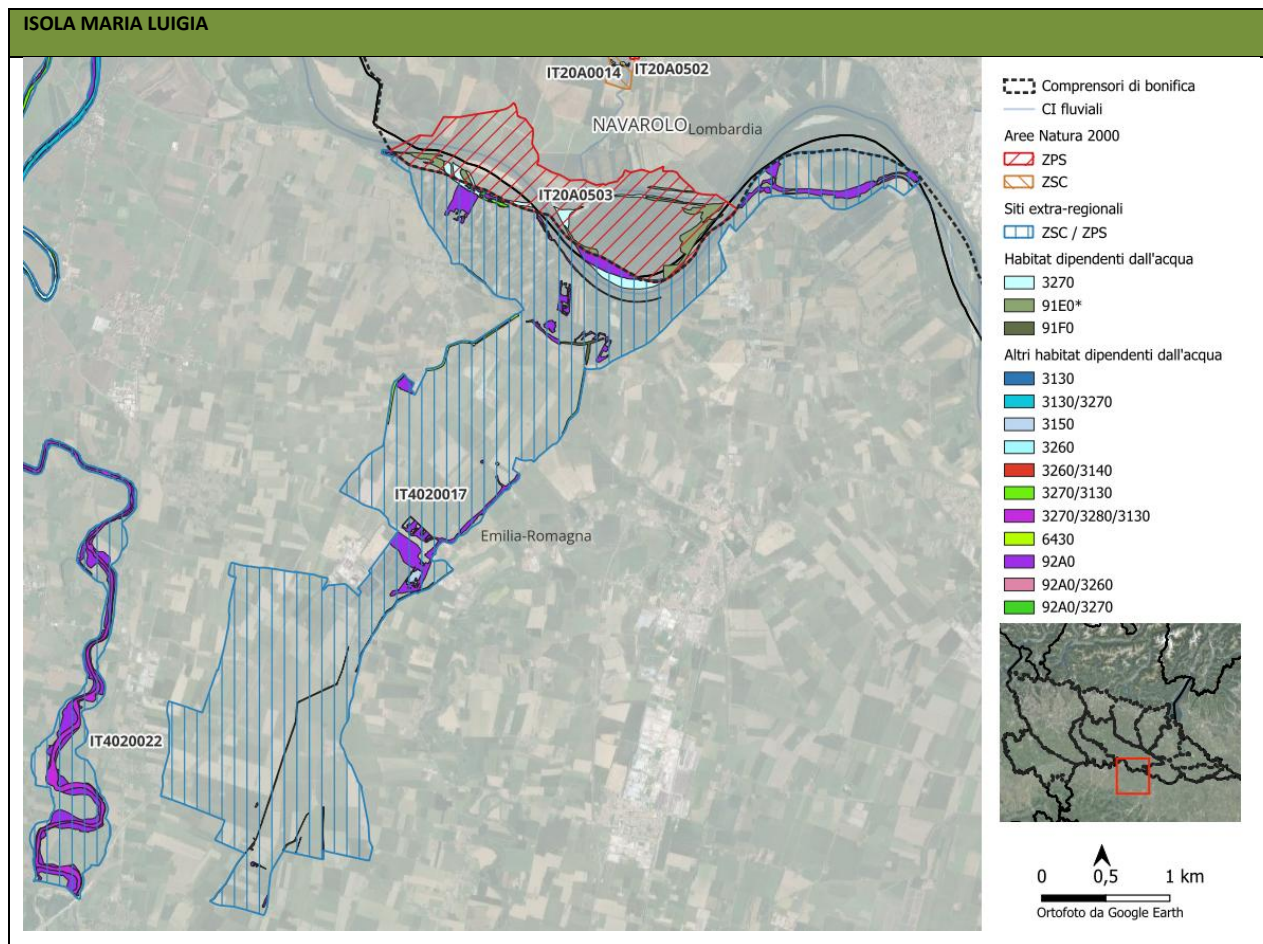 ISOLA MARIA LUIGIA
IT20A0014
IT20A0502
NAVAROLO
Lombardia
IT20A0503
IT4020017
Emilia-Romagna
IT4020022
Comprensori di bonifica
CI fluviali
Aree Natura 2000
ZPS
ZSC
Siti extra-regionali
ZSC / ZPS
Habitat dipendenti dall'acqua
3270
91E0*
91F0
Altri habitat dipendenti dall'acqua
3130
3130/3270
3150
3260
3260/3140
3270/3130
3270/3280/3130
6430
92A0
92A0/3260
92A0/3270
0 0,5 1 km
Ortofoto da Google Earth